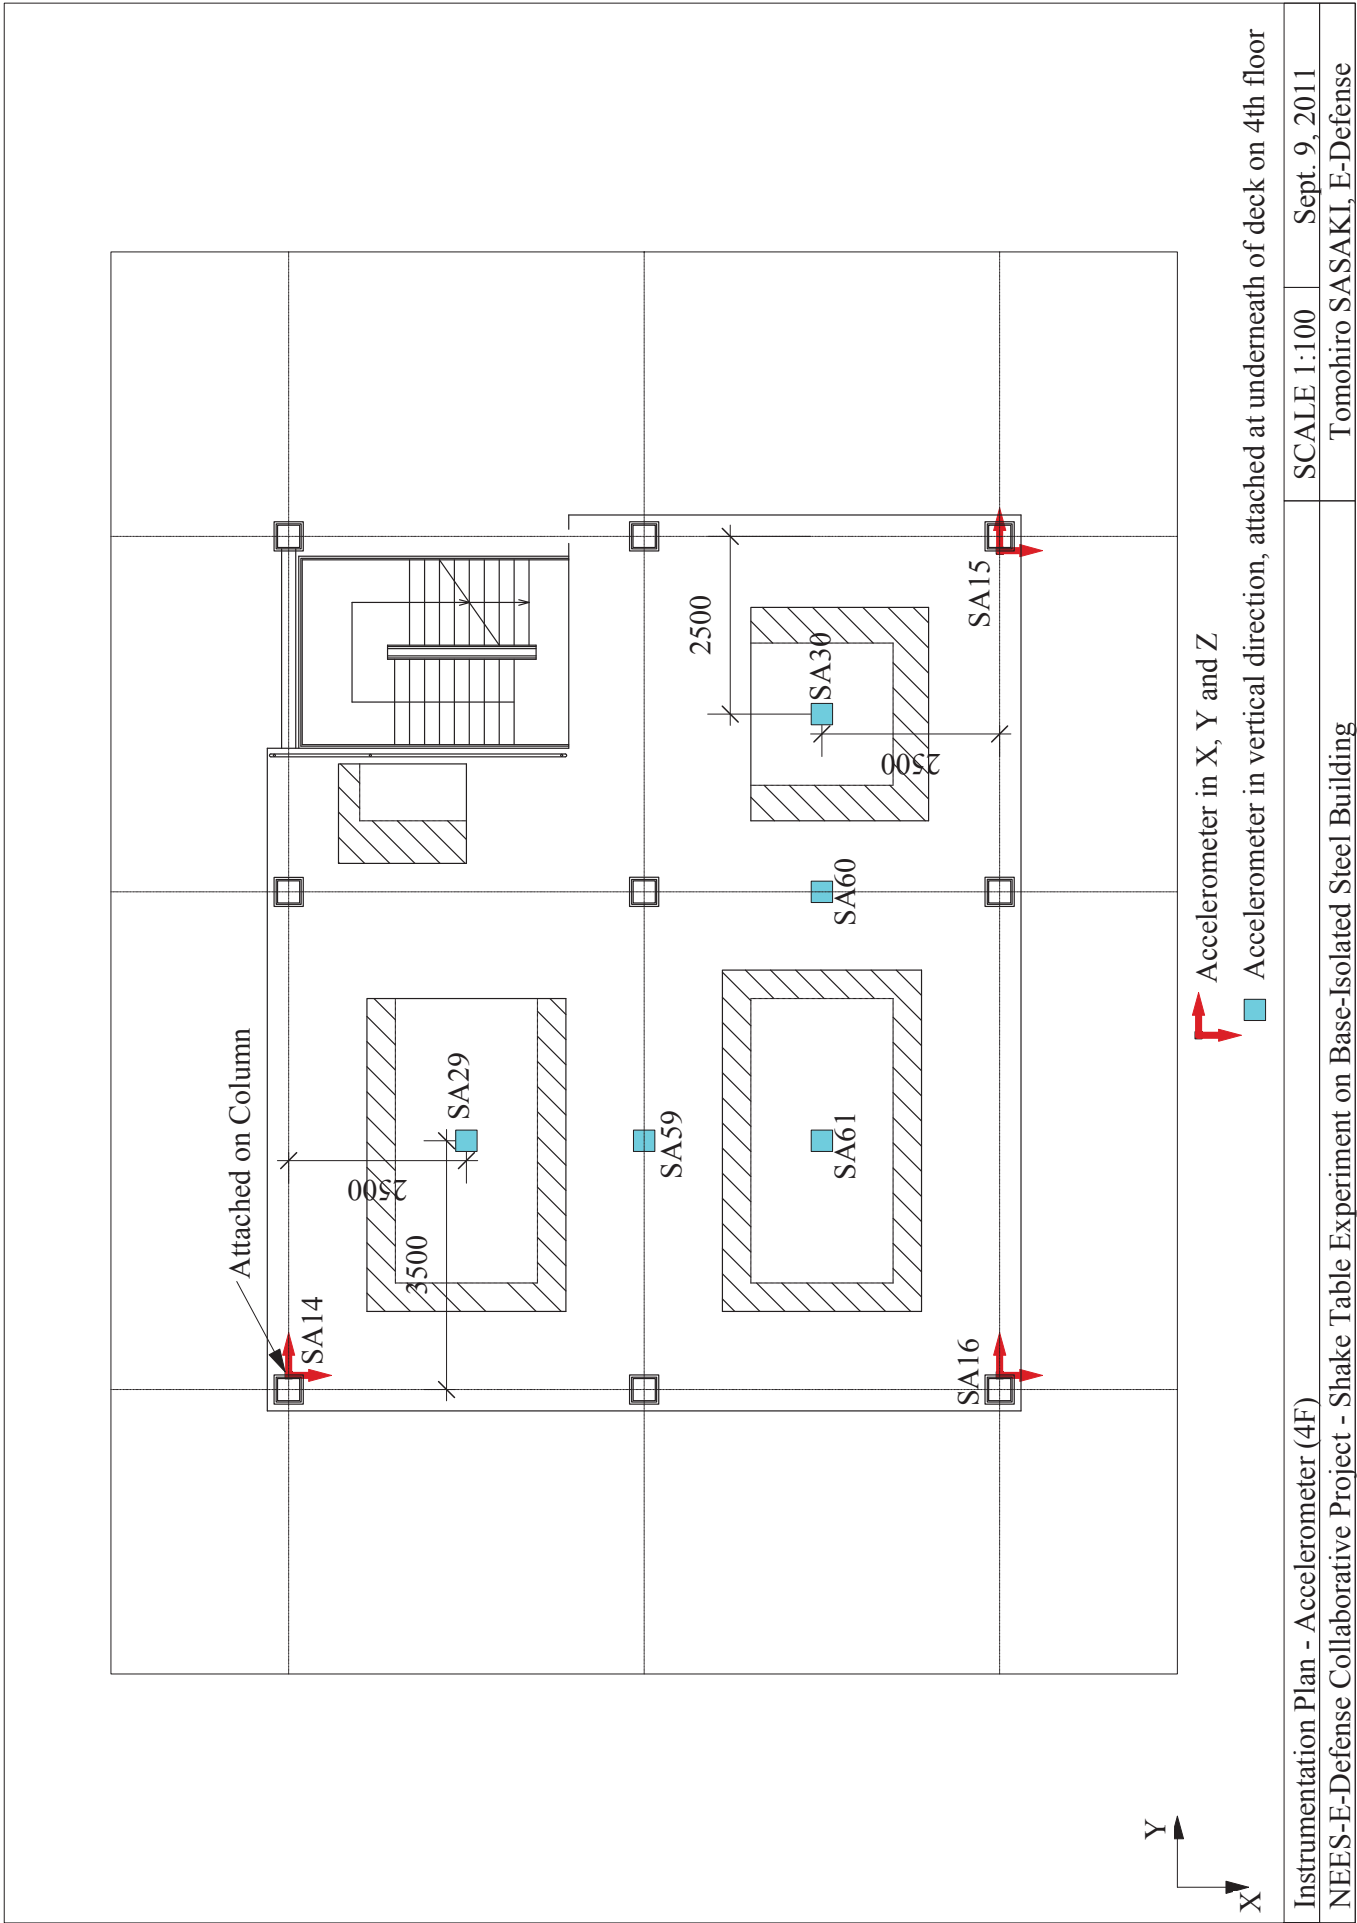 Attached on Column
SA14
2500
3500
SA29
SA59
SA61
SA60
2500
SA30
2500
SA16
SA15
Accelerometer in X, Y and Z
Accelerometer in vertical direction, attached at underneath of deck on 4th floor
Y
X
Instrumentation Plan - Accelerometer (4F)
SCALE 1:100
Sept. 9, 2011
NEES-E-Defense Collaborative Project - Shake Table Experiment on Base-Isolated Steel Building
Tomohiro SASAKI, E-Defense